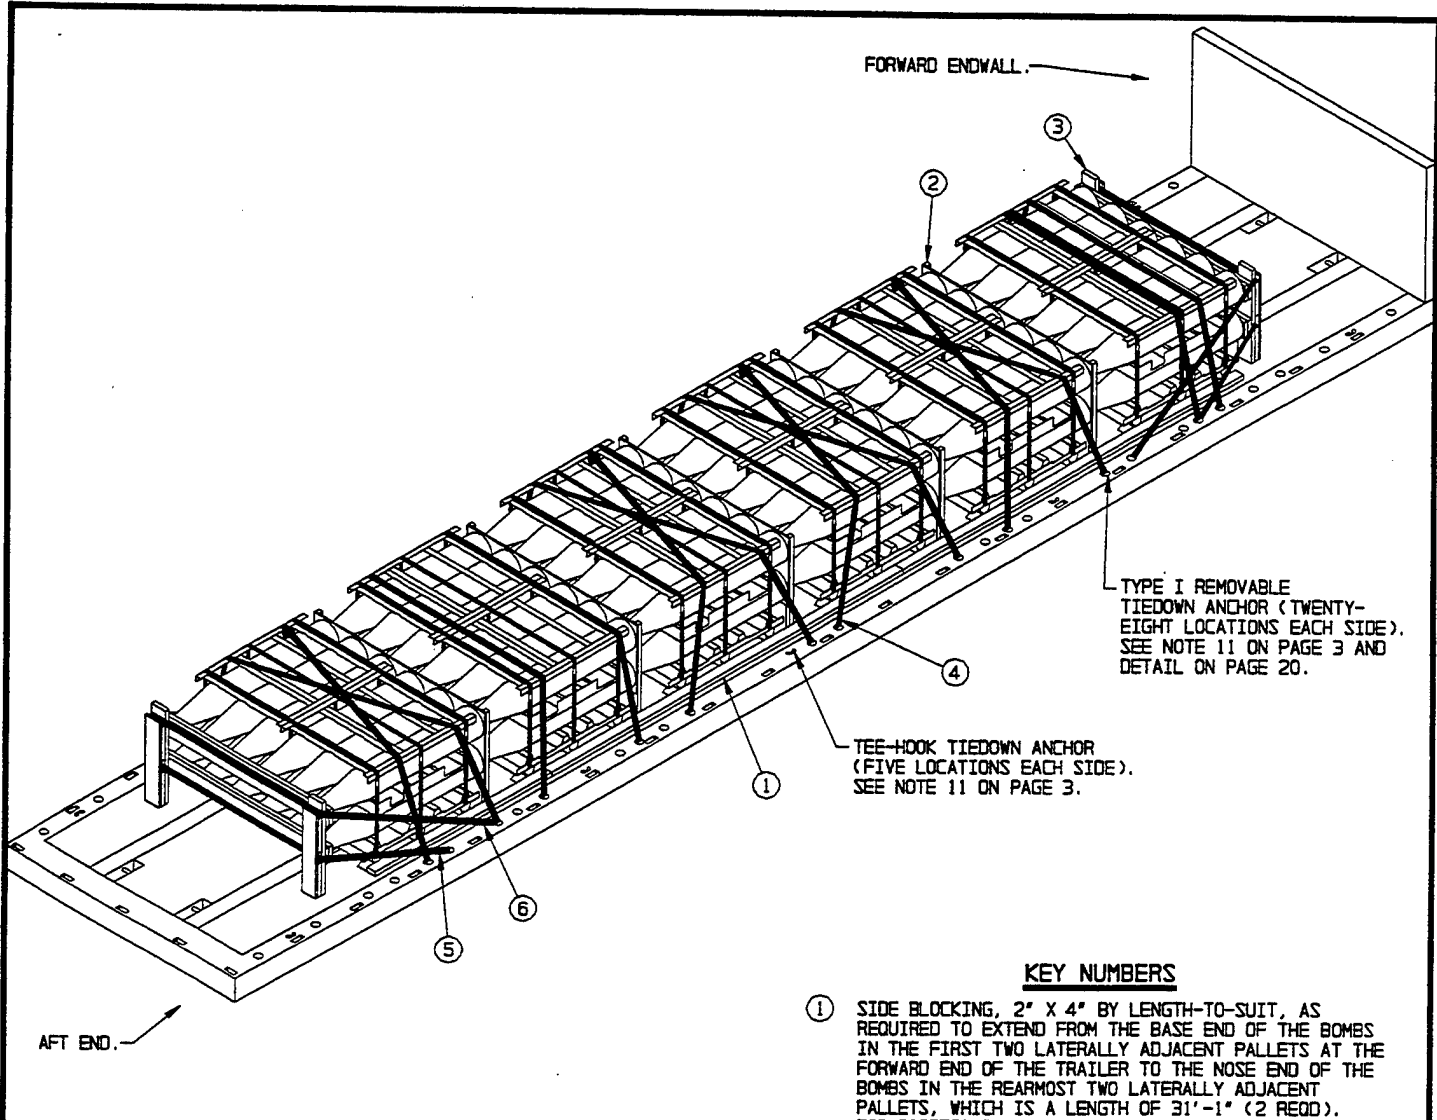 FORWARD ENDWALL.
3
2
TYPE I REMOVABLE
TIEDOWN ANCHOR (TWENTY-
EIGHT LOCATIONS EACH SIDE).
SEE NOTE 11 ON PAGE 3 AND
DETAIL ON PAGE 20.
4
TEE-HOOK TIEDOWN ANCHOR
(FIVE LOCATIONS EACH SIDE).
SEE NOTE 11 ON PAGE 3.
1
6
5
AFT END.
KEY NUMBERS
1 SIDE BLOCKING, 2" X 4" BY LENGTH-TO-SUIT, AS
REQUIRED TO EXTEND FROM THE BASE END OF THE BOMBS
IN THE FIRST TWO LATERALLY ADJACENT PALLETS AT THE
FORWARD END OF THE TRAILER TO THE NOSE END OF THE
BOMBS IN THE REARMOST TWO LATERALLY ADJACENT
PALLETS, WHICH IS A LENGTH OF 31'-1" (2 REQD).